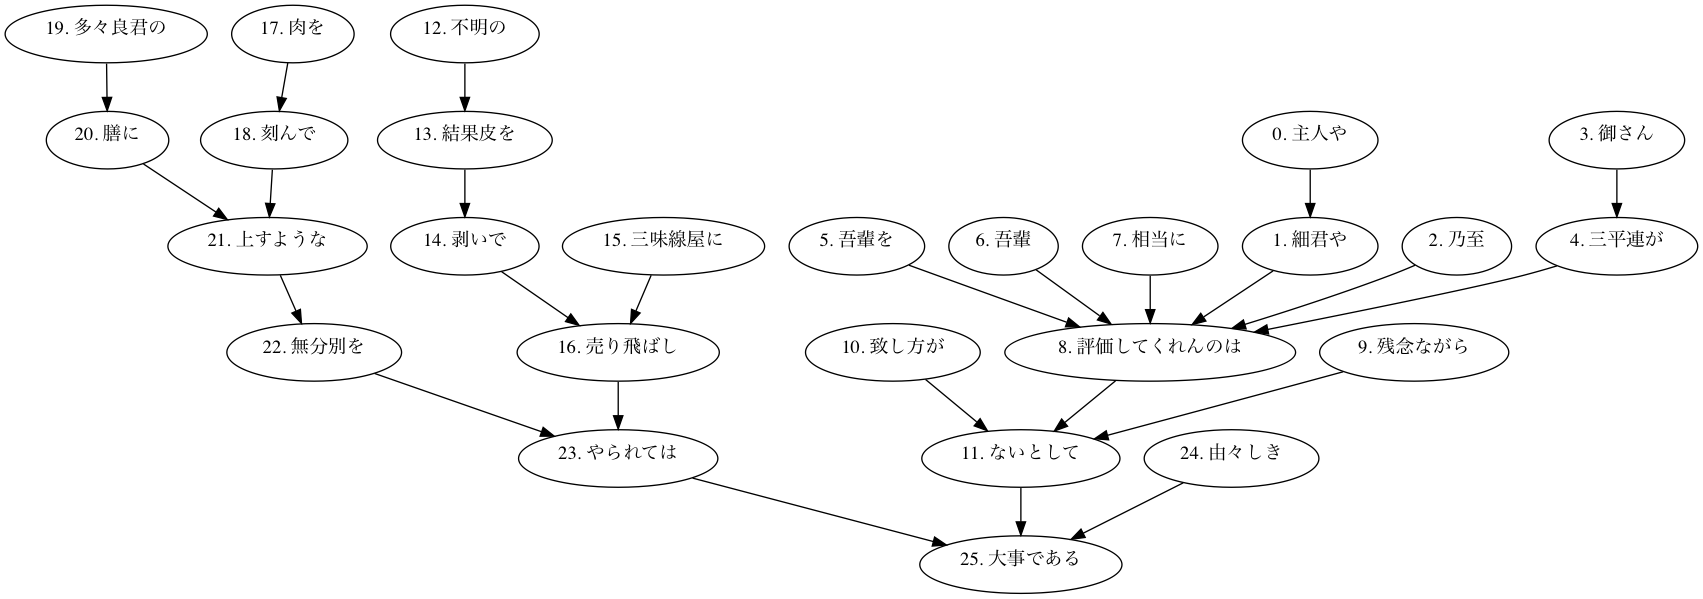 19. 多々良君の
17. 肉を
12. 不明の
20. 膳に
18. 刻んで
13. 結果皮を
0. 主人や
3. 御さん
21. 上すような
14. 剥いで
15. 三味線屋に
5. 吾輩を
6. 吾輩
7. 相当に
1. 細君や
2. 乃至
4. 三平連が
22. 無分別を
16. 売り飛ばし
10. 致し方が
8. 評価してくれんのは
9. 残念ながら
23. やられては
11. ないとして
24. 由々しき
25. 大事である